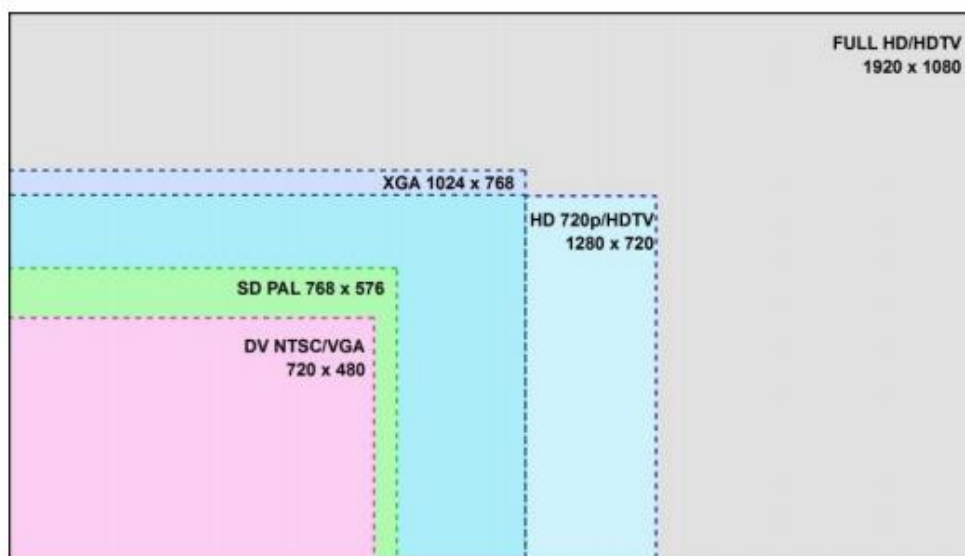 FULL HD/HDTV
1920 x 1080
XGA 1024 x 768
HD 720p/HDTV
1280 x 720
SD PAL 768 x 576
DV NTSC/VGA
720 x 480